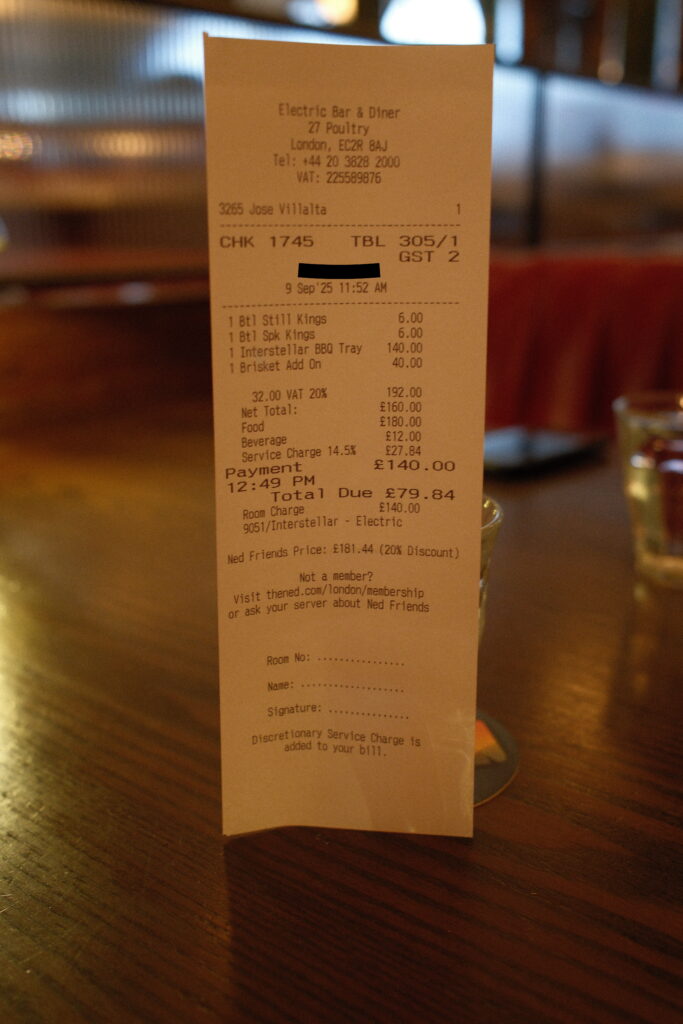 Electric Bar & Diner
27 Poultry
London, EC2R 8AJ
Tel: +44 20 3828 2000
VAT: 225589876
3265 Jose Villalta 1
CHK 1745 TBL 305/1
GST 2
9 Sep'25 11:52 AM
1 Btl Still Kings 6.00
1 Btl Spk Kings 6.00
1 Interstellar BBQ Tray 140.00
1 Brisket Add On 40.00
32.00 VAT 20% 192.00
Net Total: £160.00
Food £180.00
Beverage £12.00
Service Charge 14.5% £27.84
Payment £140.00
12:49 PM
Total Due £79.84
Room Charge £140.00
9051/Interstellar - Electric
Ned Friends Price: £181.44 (20% Discount)
Not a member?
Visit thened.com/london/membership
or ask your server about Ned Friends
Room No: ...............
Name: ..................
Signature: ..............
Discretionary Service Charge is
added to your bill.